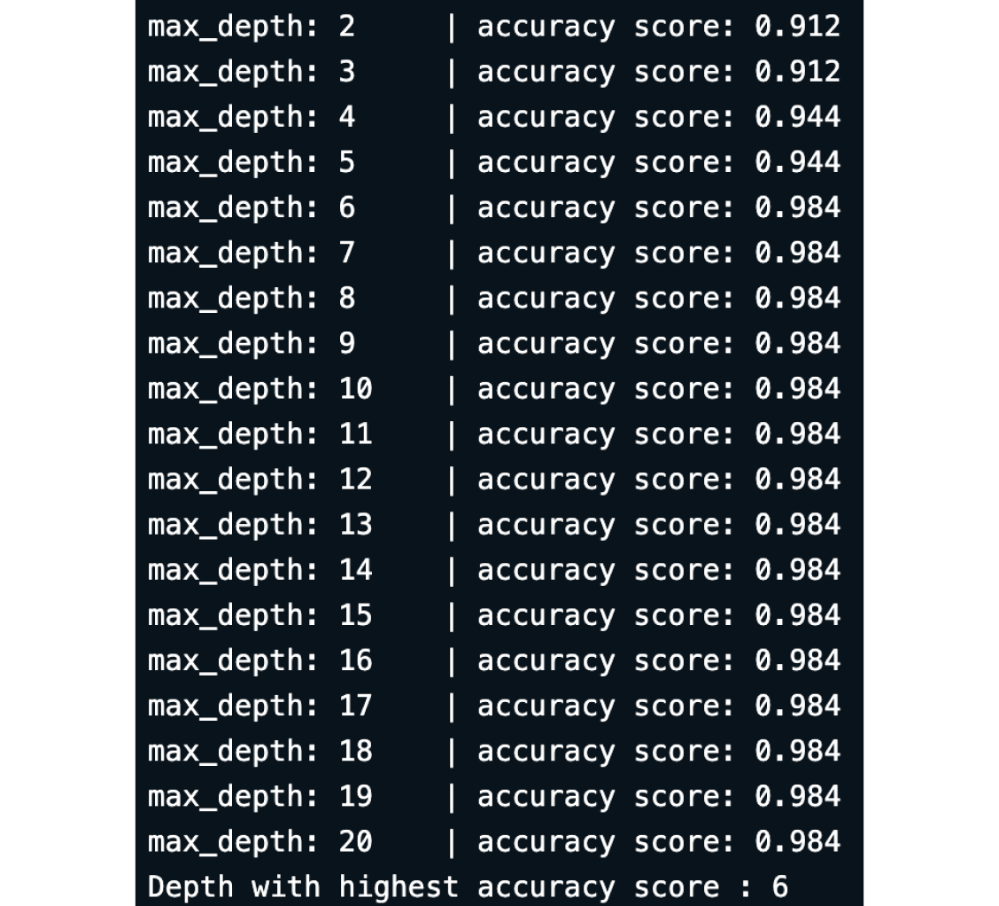 max_depth: 2 | accuracy score: 0.912
max_depth: 3 | accuracy score: 0.912
max_depth: 4 | accuracy score: 0.944
max_depth: 5 | accuracy score: 0.944
max_depth: 6 | accuracy score: 0.984
max_depth: 7 | accuracy score: 0.984
max_depth: 8 | accuracy score: 0.984
max_depth: 9 | accuracy score: 0.984
max_depth: 10 | accuracy score: 0.984
max_depth: 11 | accuracy score: 0.984
max_depth: 12 | accuracy score: 0.984
max_depth: 13 | accuracy score: 0.984
max_depth: 14 | accuracy score: 0.984
max_depth: 15 | accuracy score: 0.984
max_depth: 16 | accuracy score: 0.984
max_depth: 17 | accuracy score: 0.984
max_depth: 18 | accuracy score: 0.984
max_depth: 19 | accuracy score: 0.984
max_depth: 20 | accuracy score: 0.984
Depth with highest accuracy score : 6